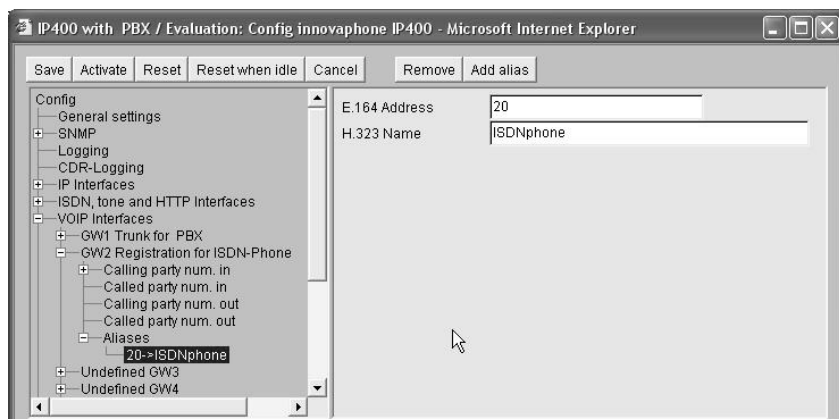 IP400 with PBX / Evaluation: Config innovaphone IP400 - Microsoft Internet Explorer
Save Activate Reset Reset when idle Cancel Remove Add alias
Config
General settings
SNMP
Logging
CDR-Logging
IP Interfaces
ISDN, tone and HTTP Interfaces
VOIP Interfaces
GW1 Trunk for PBX
GW2 Registration for ISDN-Phone
Calling party num. in
Called party num. in
Calling party num. out
Called party num. out
Aliases
20->ISDNphone
Undefined GW3
Undefined GW4
E.164 Address 20
H.323 Name ISDNphone